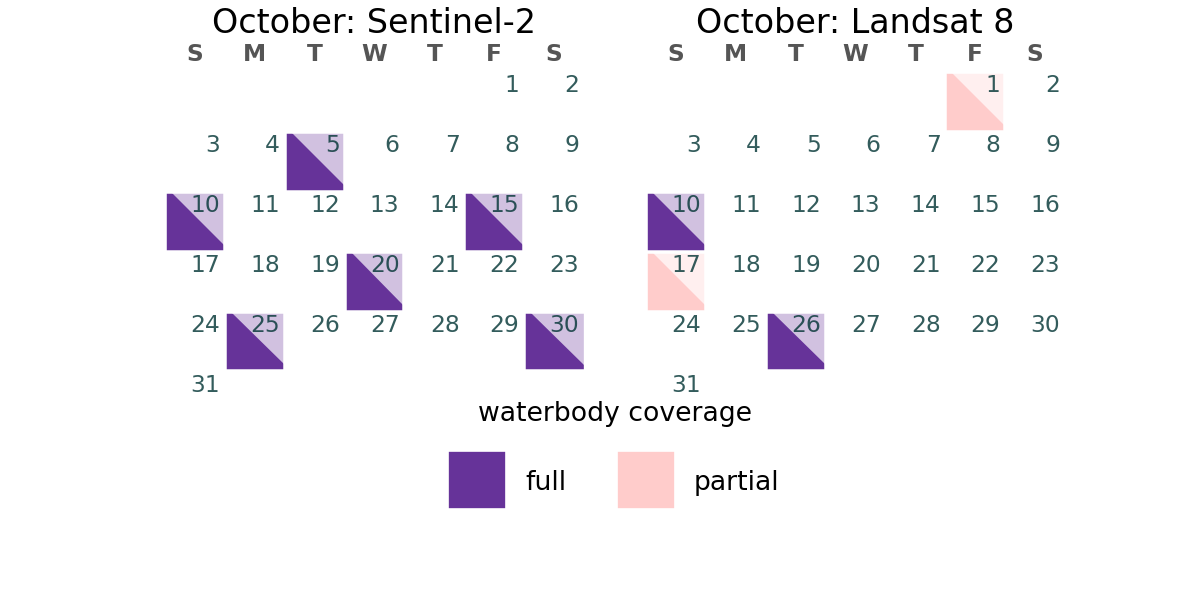 October: Sentinel-2
S M T W T F S
1 2
3 4 5 6 7 8 9
10 11 12 13 14 15 16
17 18 19 20 21 22 23
24 25 26 27 28 29 30
31
October: Landsat 8
S M T W T F S
1 2
3 4 5 6 7 8 9
10 11 12 13 14 15 16
17 18 19 20 21 22 23
24 25 26 27 28 29 30
31
waterbody coverage
full partial